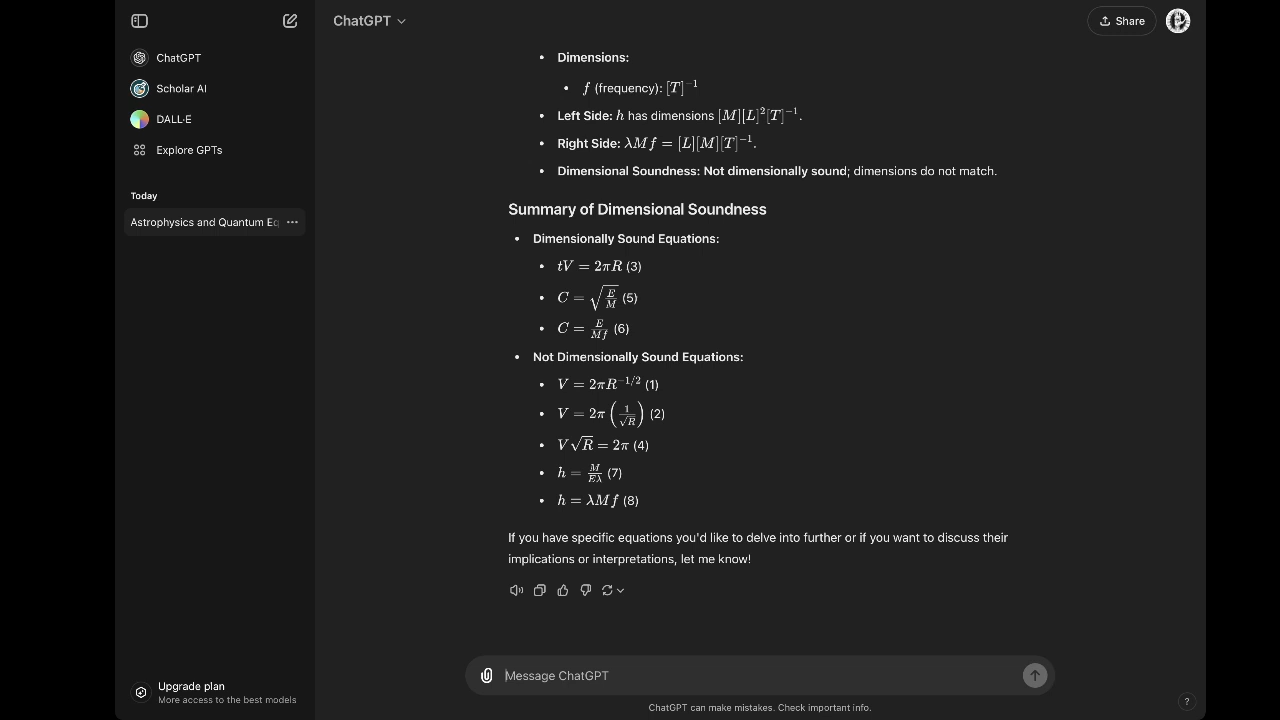 ChatGPT
Share
ChatGPT
Scholar AI
DALL·E
Explore GPTs
Today
Astrophysics and Quantum Eq
• Dimensions:
• f (frequency): [T]⁻¹
• Left Side: h has dimensions [M][L]²[T]⁻¹.
• Right Side: λMf = [L][M][T]⁻¹.
• Dimensional Soundness: Not dimensionally sound; dimensions do not match.
Summary of Dimensional Soundness
• Dimensionally Sound Equations:
• tV = 2πR (3)
• C = √(E/M) (5)
• C = E/Mf (6)
• Not Dimensionally Sound Equations:
• V = 2πR⁻¹/² (1)
• V = 2π (1/√R) (2)
• V√R = 2π (4)
• h = M/Eλ (7)
• h = λMf (8)
If you have specific equations you'd like to delve into further or if you want to discuss their
implications or interpretations, let me know!
Message ChatGPT
Upgrade plan
More access to the best models
ChatGPT can make mistakes. Check important info.
?